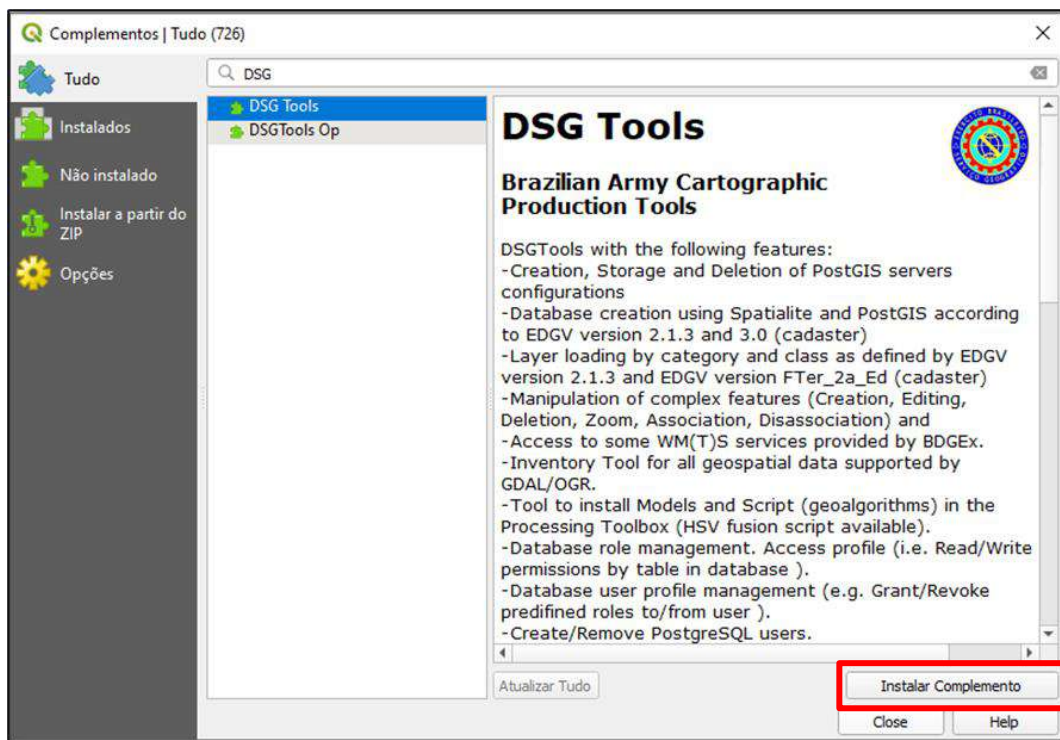 Complementos | Tudo (726)
Tudo
Instalados
Não instalado
Instalar a partir do
ZIP
Opções
DSG
DSG Tools
DSGTools Op
DSG Tools
Brazilian Army Cartographic
Production Tools
DSGTools with the following features:
-Creation, Storage and Deletion of PostGIS servers
configurations
-Database creation using Spatialite and PostGIS according
to EDGV version 2.1.3 and 3.0 (cadaster)
-Layer loading by category and class as defined by EDGV
version 2.1.3 and EDGV version FTer_2a_Ed (cadaster)
-Manipulation of complex features (Creation, Editing,
Deletion, Zoom, Association, Disassociation) and
-Access to some WM(T)S services provided by BDGEx.
-Inventory Tool for all geospatial data supported by
GDAL/OGR.
-Tool to install Models and Script (geoalgorithms) in the
Processing Toolbox (HSV fusion script available).
-Database role management. Access profile (i.e. Read/Write
permissions by table in database ).
-Database user profile management (e.g. Grant/Revoke
predifined roles to/from user ).
-Create/Remove PostgreSQL users.
Atualizar Tudo
Instalar Complemento
Close
Help